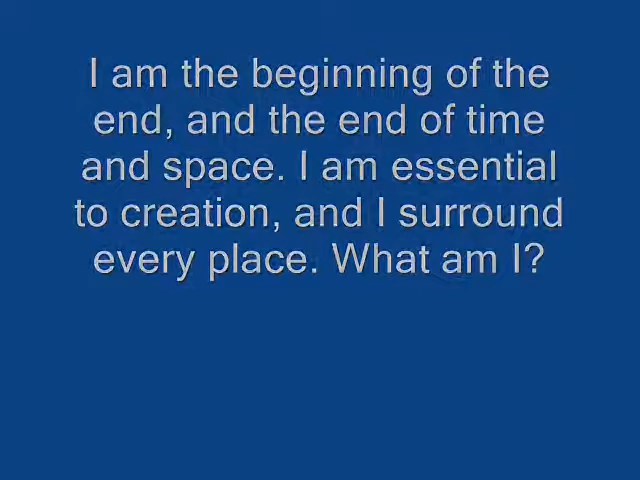 I am the beginning of the
end, and the end of time
and space. I am essential
to creation, and I surround
every place. What am I?